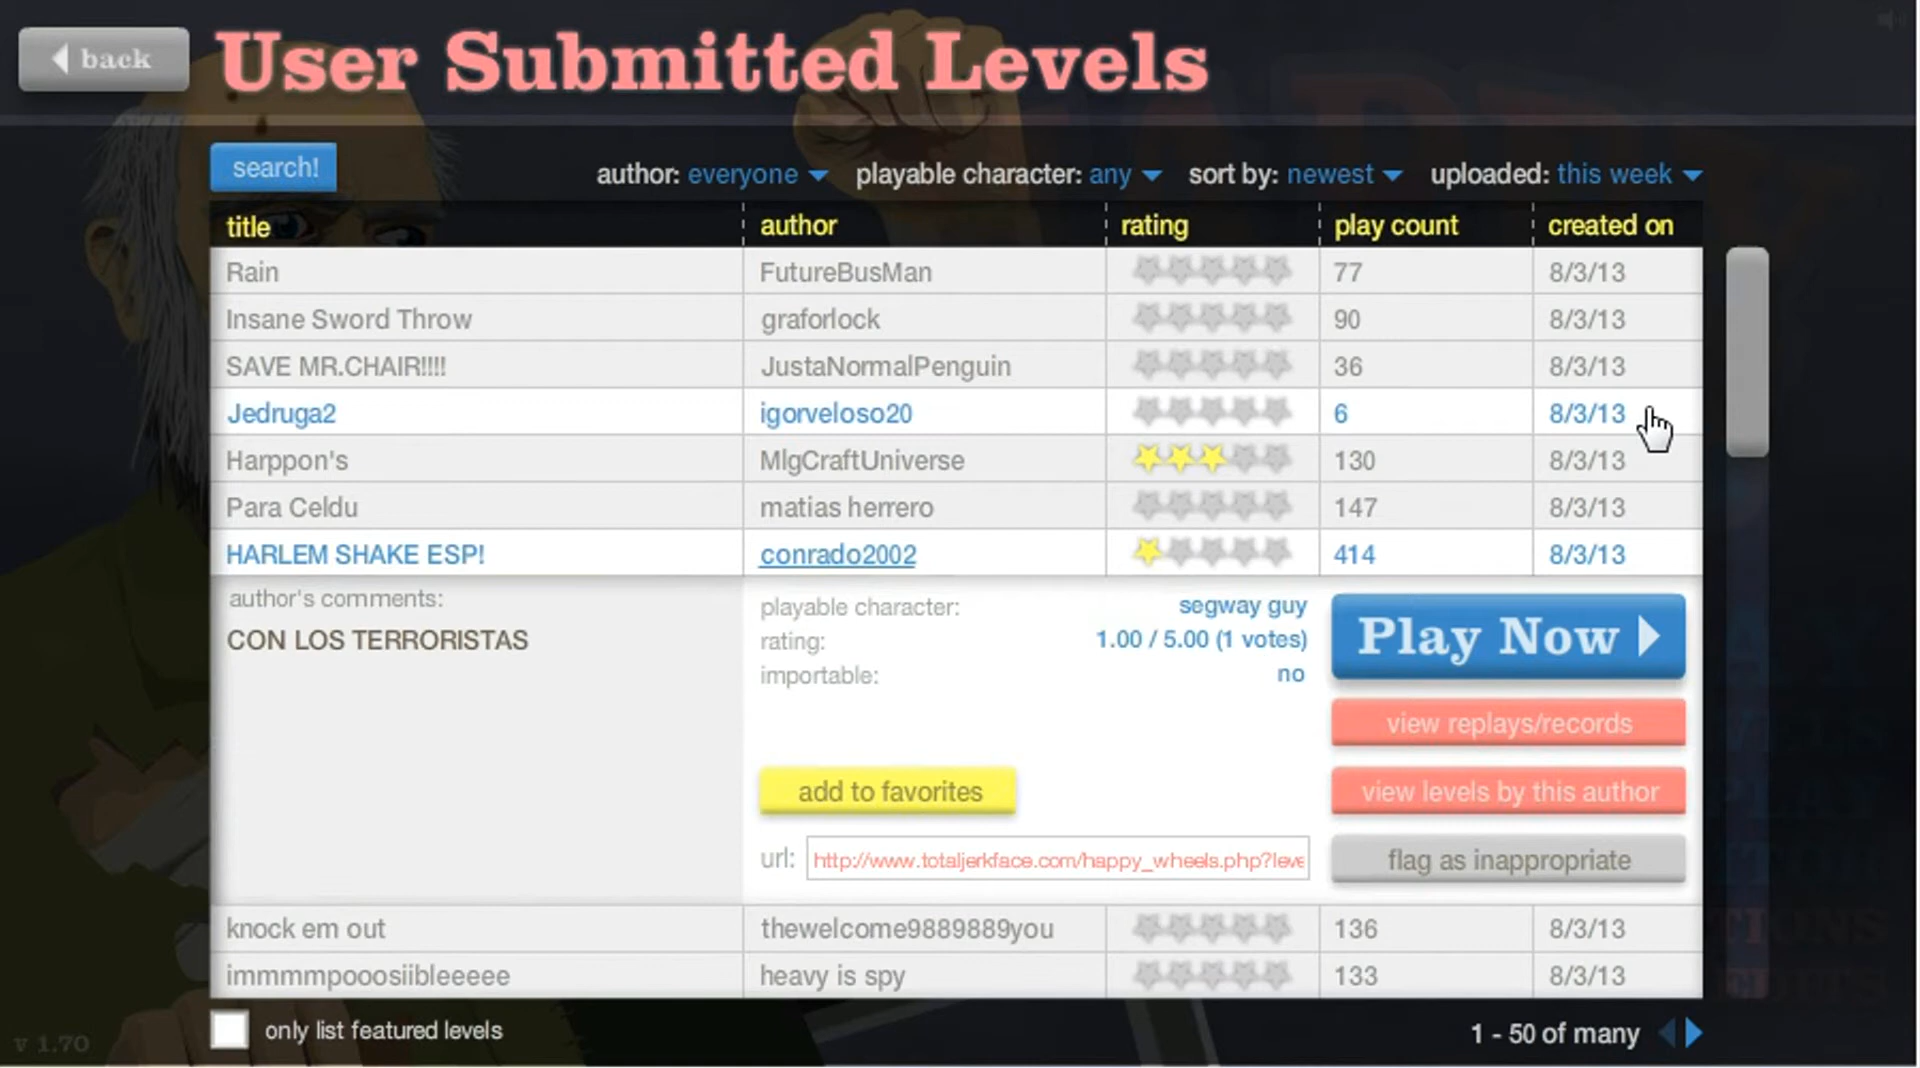 back
User Submitted Levels
search!
author: everyone playable character: any sort by: newest uploaded: this week
title author rating play count created on
Rain FutureBusMan 77 8/3/13
Insane Sword Throw graforlock 90 8/3/13
SAVE MR.CHAIR!!!! JustaNormalPenguin 36 8/3/13
Jedruga2 igorveloso20 6 8/3/13
Harppon's MlgCraftUniverse 130 8/3/13
Para Celdu matias herrero 147 8/3/13
HARLEM SHAKE ESP! conrado2002 414 8/3/13
author's comments:
CON LOS TERRORISTAS
playable character: segway guy
rating: 1.00 / 5.00 (1 votes)
importable: no
Play Now
view replays/records
add to favorites
view levels by this author
url: http://www.totaljerkface.com/happy_wheels.php?leve
flag as inappropriate
knock em out thewelcome9889889you 136 8/3/13
immmmpooosiibleeeee heavy is spy 133 8/3/13
only list featured levels
1 - 50 of many
v 1.70